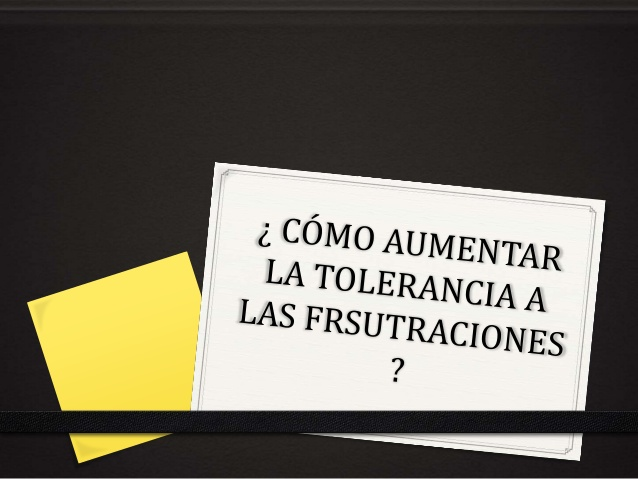 ¿ CÓMO AUMENTAR
LA TOLERANCIA A
LAS FRSUTRACIONES
?